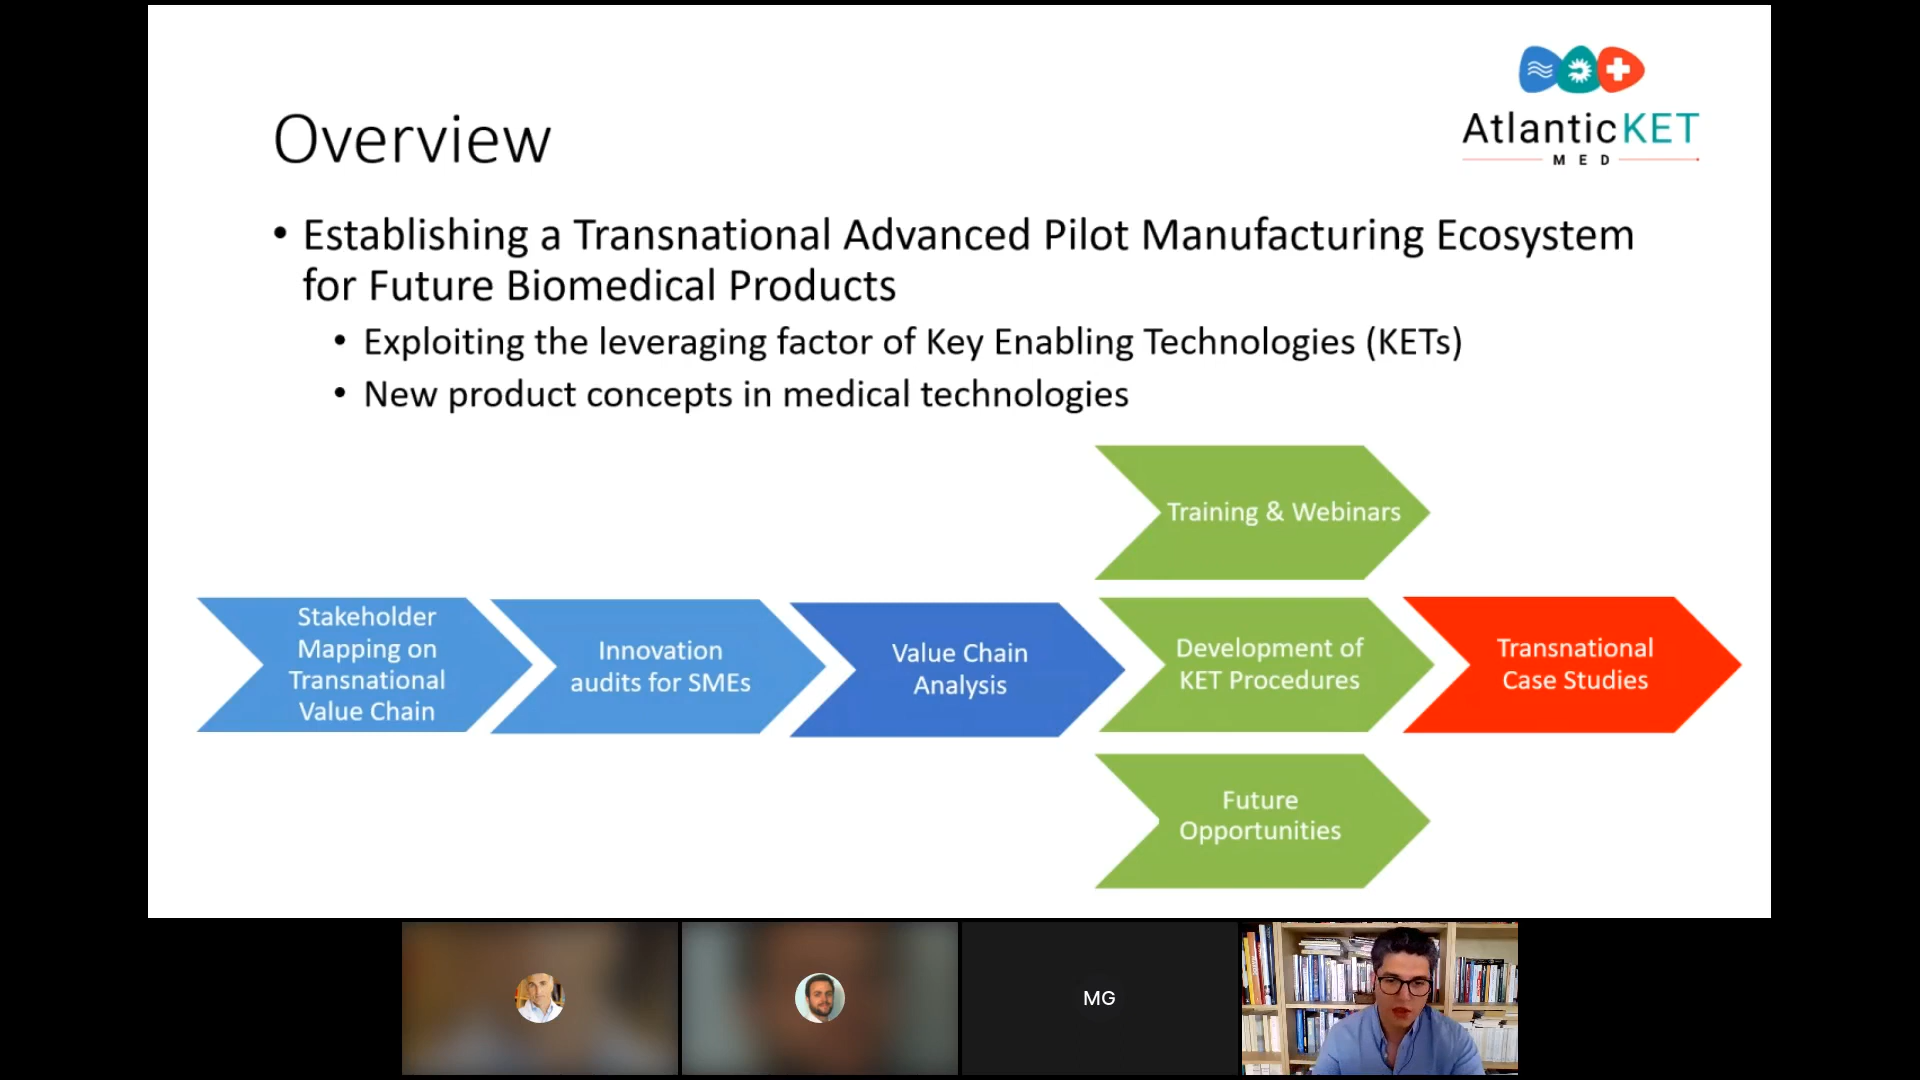 AtlanticKET
MED
Overview
• Establishing a Transnational Advanced Pilot Manufacturing Ecosystem
for Future Biomedical Products
• Exploiting the leveraging factor of Key Enabling Technologies (KETs)
• New product concepts in medical technologies
Training & Webinars
Stakeholder
Mapping on
Transnational
Value Chain
Innovation
audits for SMEs
Value Chain
Analysis
Development of
KET Procedures
Transnational
Case Studies
Future
Opportunities
MG